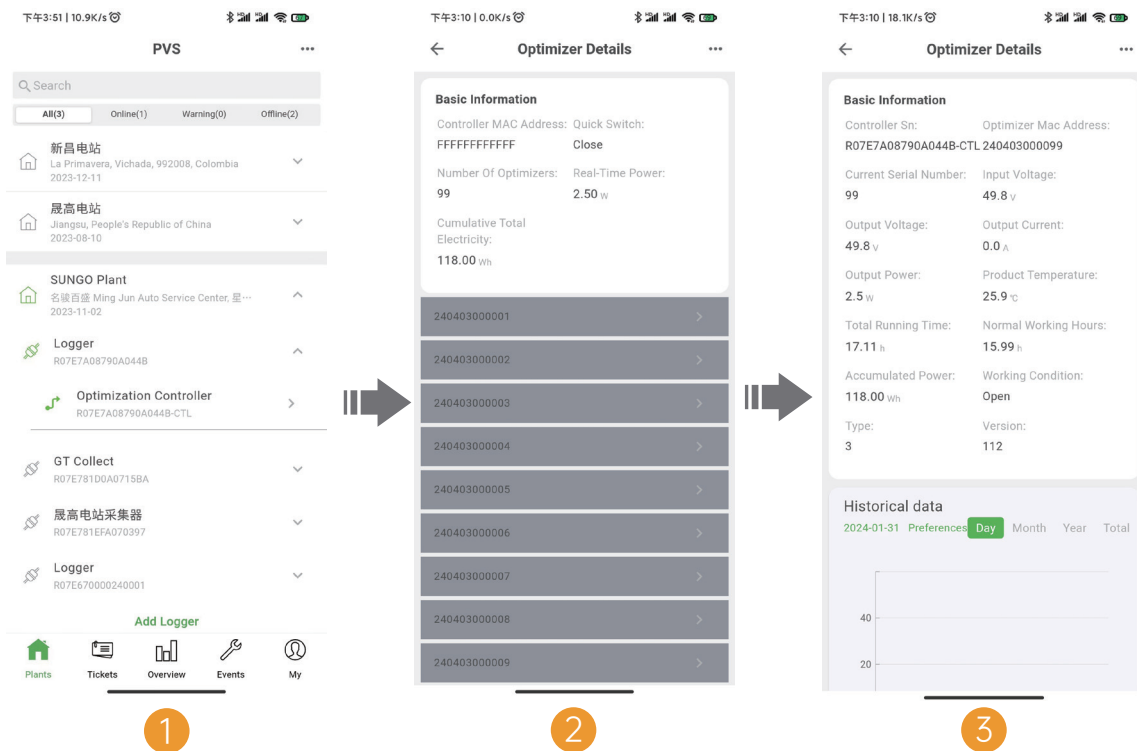 下午3:51 | 10.9K/s
PVS
Search
All(3) Online(1) Warning(0) Offline(2)
新昌电站
La Primavera, Vichada, 992008, Colombia
2023-12-11
晟高电站
Jiangsu, People's Republic of China
2023-08-10
SUNGO Plant
名骏百盛 Ming Jun Auto Service Center, 星…
2023-11-02
Logger
R07E7A08790A044B
Optimization Controller
R07E7A08790A044B-CTL
GT Collect
R07E781D0A0715BA
晟高电站采集器
R07E781EFA070397
Logger
R07E670000240001
Add Logger
Plants Tickets Overview Events My
1
下午3:10 | 0.0K/s
Optimizer Details
Basic Information
Controller MAC Address: Quick Switch:
FFFFFFFFFFFF Close
Number Of Optimizers: Real-Time Power:
99 2.50 W
Cumulative Total
Electricity:
118.00 Wh
240403000001
240403000002
240403000003
240403000004
240403000005
240403000006
240403000007
240403000008
240403000009
2
下午3:10 | 18.1K/s
Optimizer Details
Basic Information
Controller Sn: Optimizer Mac Address:
R07E7A08790A044B-CTL 240403000099
Current Serial Number: Input Voltage:
99 49.8 V
Output Voltage: Output Current:
49.8 V 0.0 A
Output Power: Product Temperature:
2.5 W 25.9 ℃
Total Running Time: Normal Working Hours:
17.11 h 15.99 h
Accumulated Power: Working Condition:
118.00 Wh Open
Type: Version:
3 112
Historical data
2024-01-31 Preferences Day Month Year Total
40
20
3